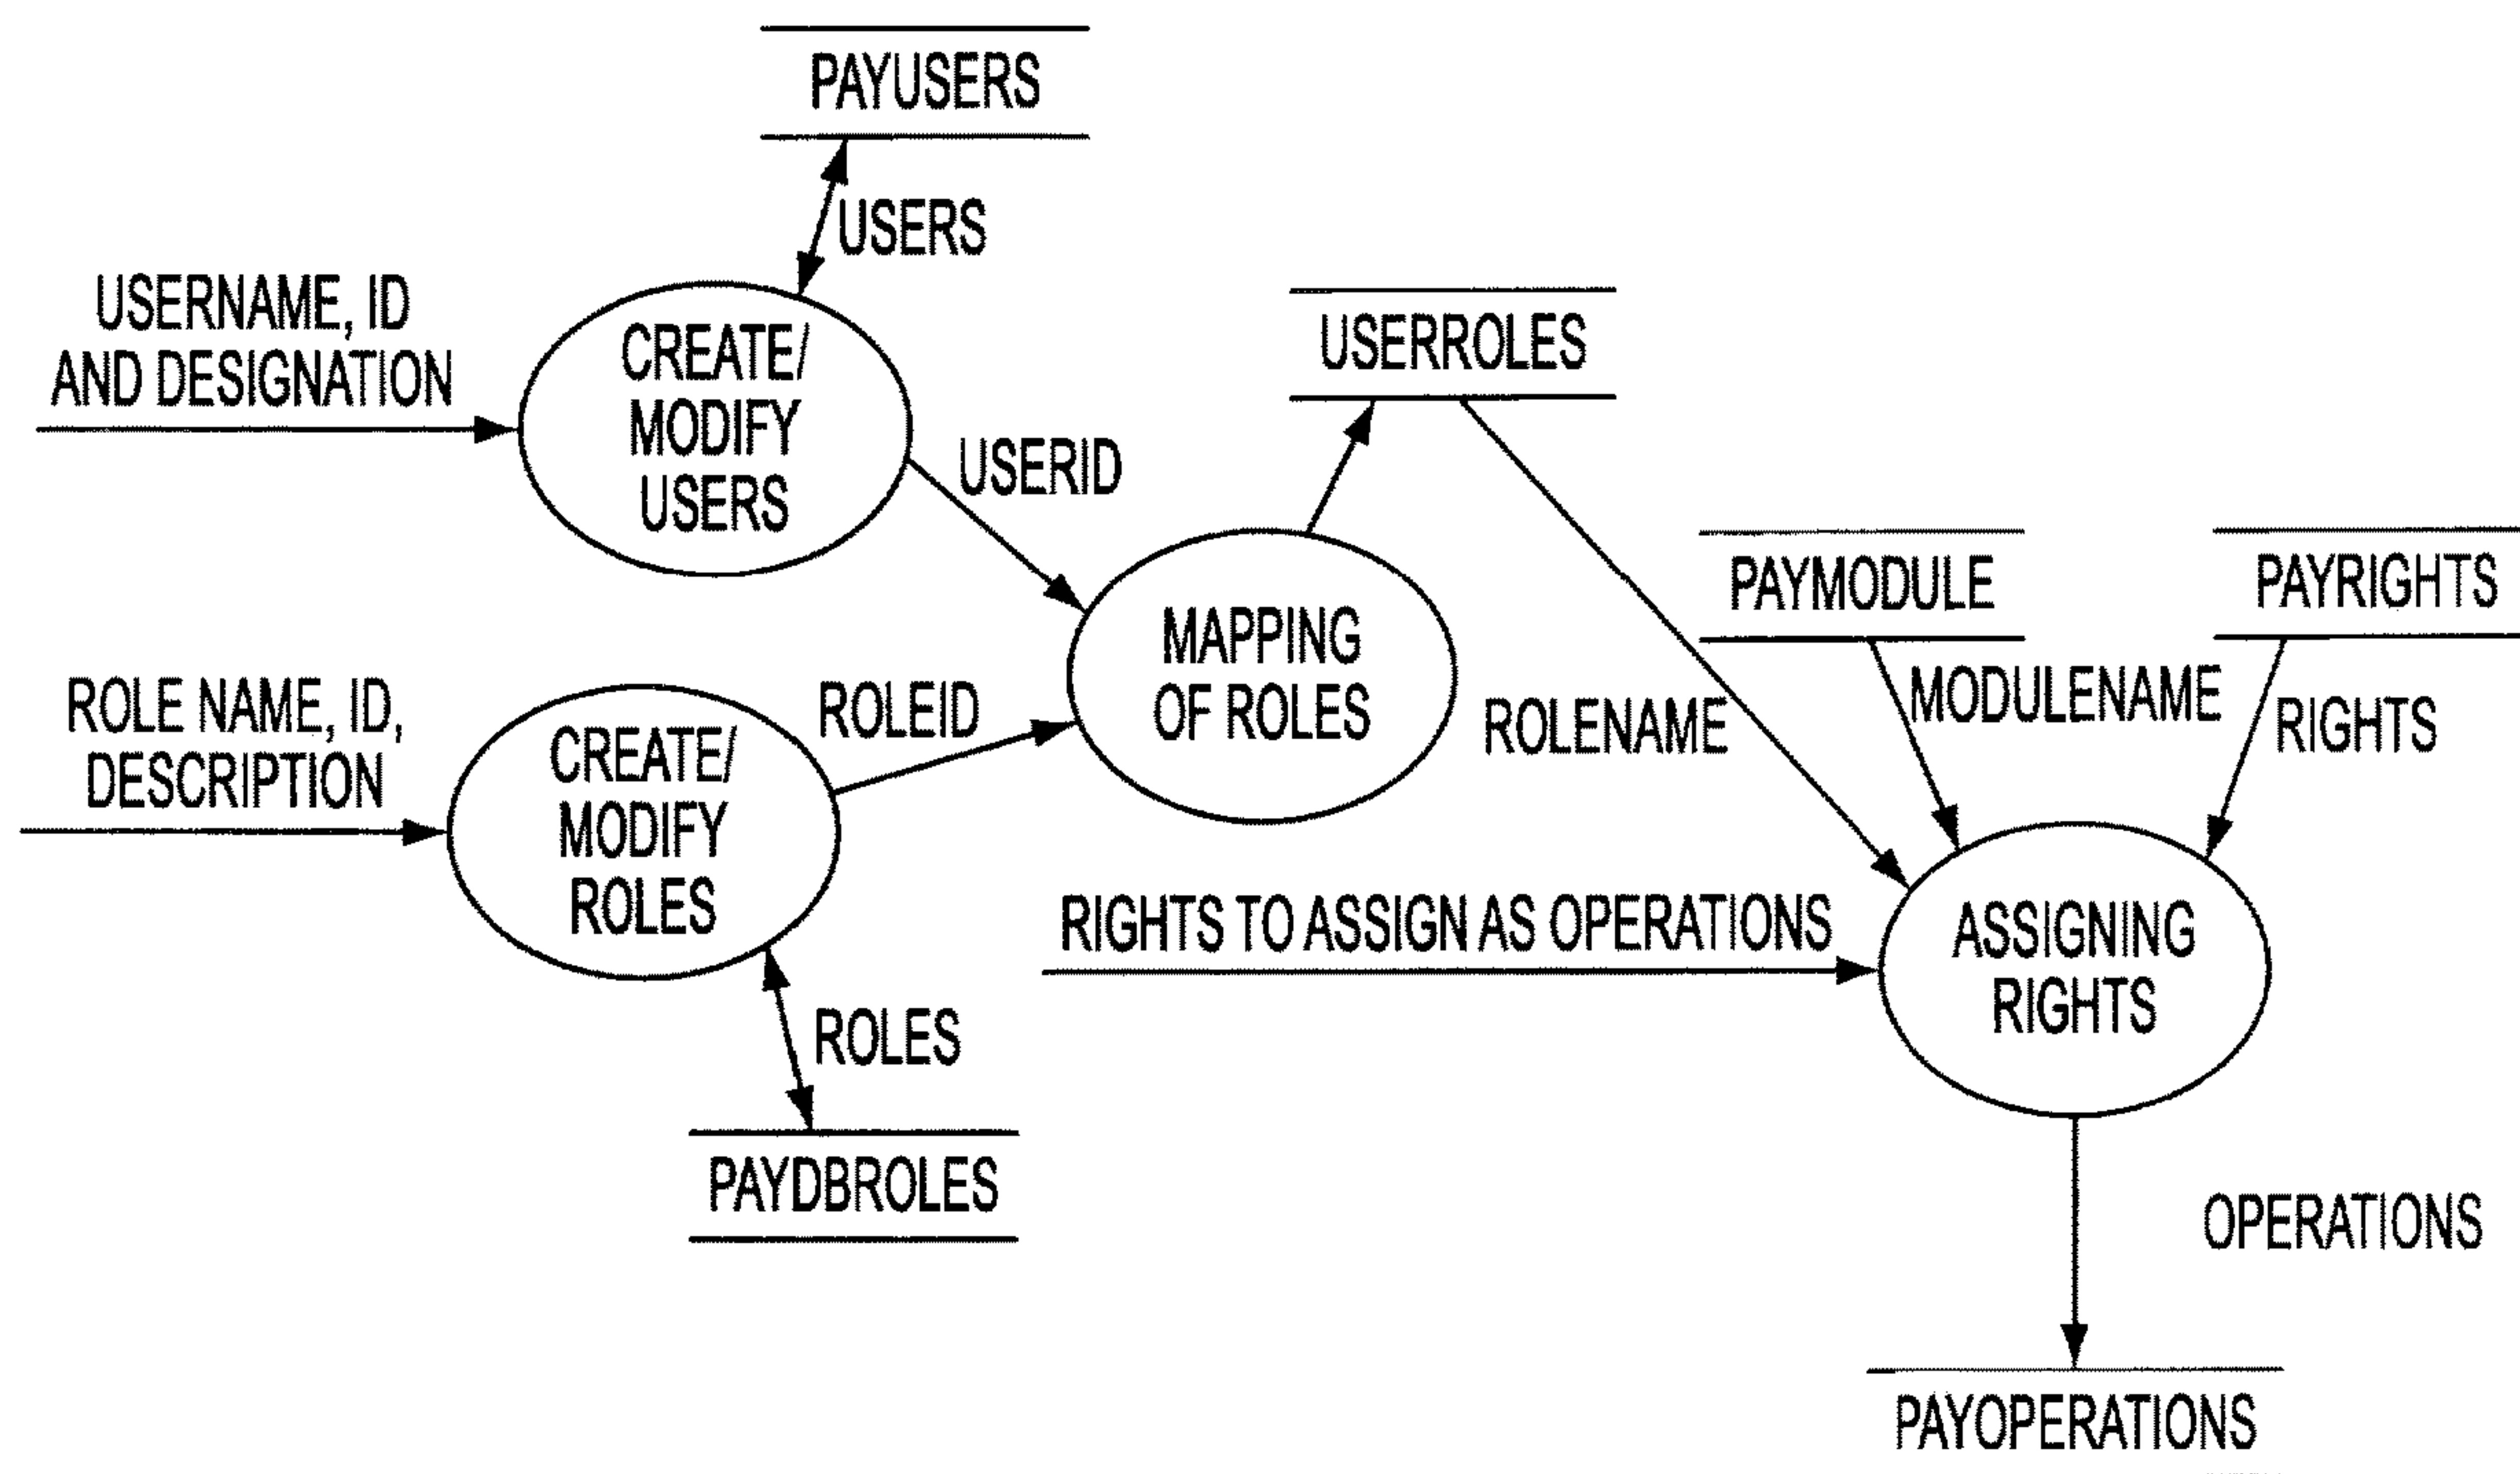 PAYUSERS
USERS
USERNAME, ID
AND DESIGNATION
CREATE/
MODIFY
USERS
USERID
USERROLES
PAYMODULE
PAYRIGHTS
MAPPING
OF ROLES
ROLENAME
MODULENAME
RIGHTS
ROLE NAME, ID,
DESCRIPTION
CREATE/
MODIFY
ROLES
ROLEID
RIGHTS TO ASSIGN AS OPERATIONS
ASSIGNING
RIGHTS
ROLES
PAYDBROLES
OPERATIONS
PAYOPERATIONS